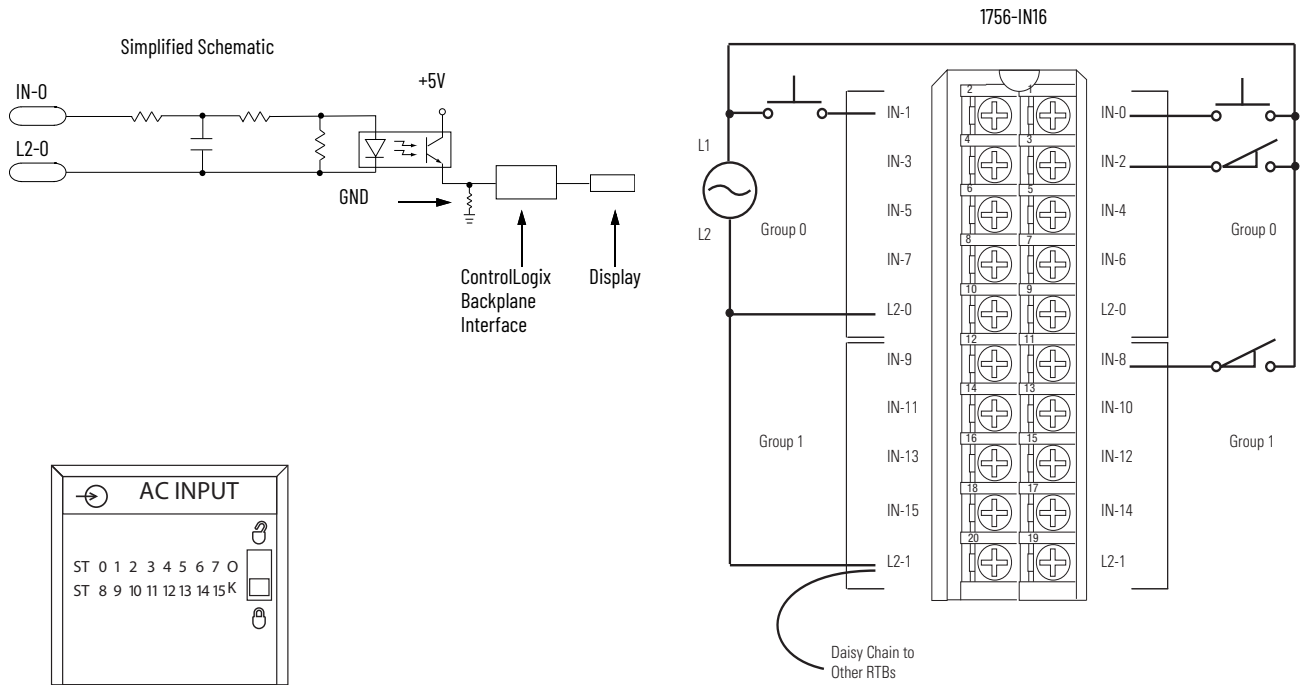 Simplified Schematic
IN-0
L2-0
+5V
GND
ControlLogix
Backplane
Interface
Display
AC INPUT
ST 0 1 2 3 4 5 6 7 O
ST 8 9 10 11 12 13 14 15 K
1756-IN16
L1
L2
Group 0
Group 1
IN-1
IN-3
IN-5
IN-7
L2-0
IN-9
IN-11
IN-13
IN-15
L2-1
2 1
4 3
6 5
8 7
10 9
12 11
14 13
16 15
18 17
20 19
IN-0
IN-2
IN-4
IN-6
L2-0
IN-8
IN-10
IN-12
IN-14
L2-1
Group 0
Group 1
Daisy Chain to
Other RTBs